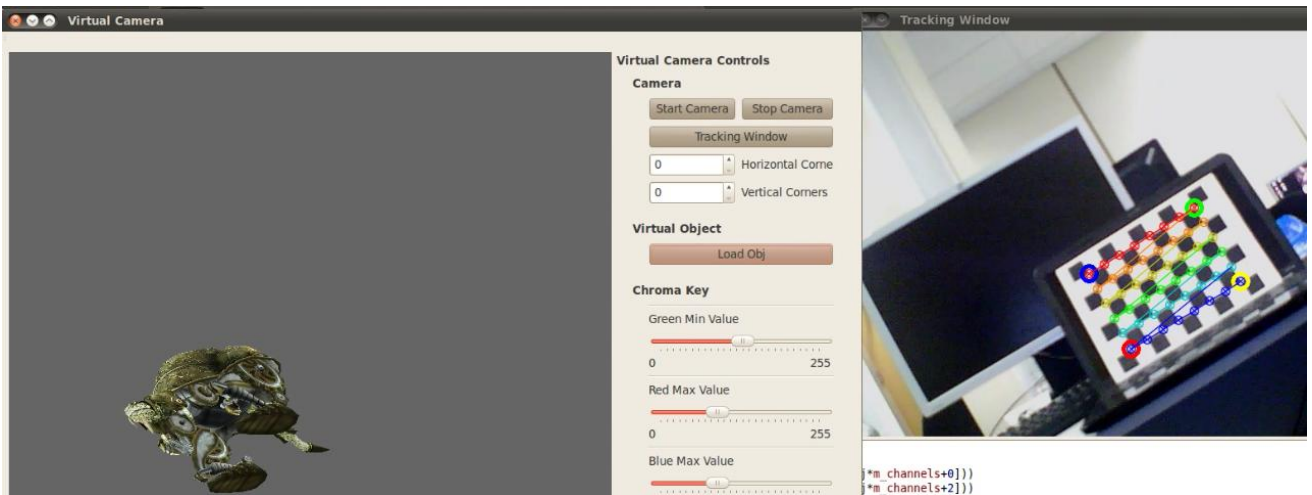 Virtual Camera
Virtual Camera Controls
Camera
Start Camera
Stop Camera
Tracking Window
0
Horizontal Corne
0
Vertical Corners
Virtual Object
Load Obj
Chroma Key
Green Min Value
0
255
Red Max Value
0
255
Blue Max Value
Tracking Window
j*m_channels+0]))
j*m_channels+2]))